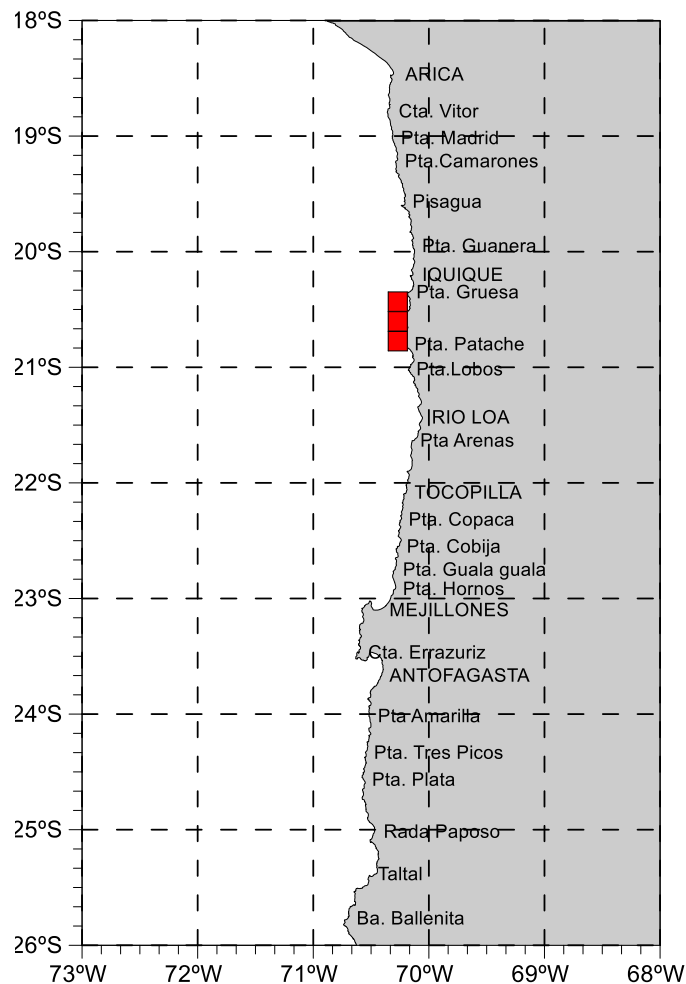 18ºS
ARICA
Cta. Vitor
19ºS
Pta. Madrid
Pta.Camarones
Pisagua
Pta. Guanera
20ºS
IQUIQUE
Pta. Gruesa
Pta. Patache
21ºS
Pta.Lobos
RIO LOA
Pta Arenas
22ºS
TOCOPILLA
Pta. Copaca
Pta. Cobija
Pta. Guala guala
Pta. Hornos
23ºS
MEJILLONES
Cta. Errazuriz
ANTOFAGASTA
24ºS
Pta Amarilla
Pta. Tres Picos
Pta. Plata
25ºS
Rada Paposo
Taltal
Ba. Ballenita
26ºS
73ºW 72ºW 71ºW 70ºW 69ºW 68ºW